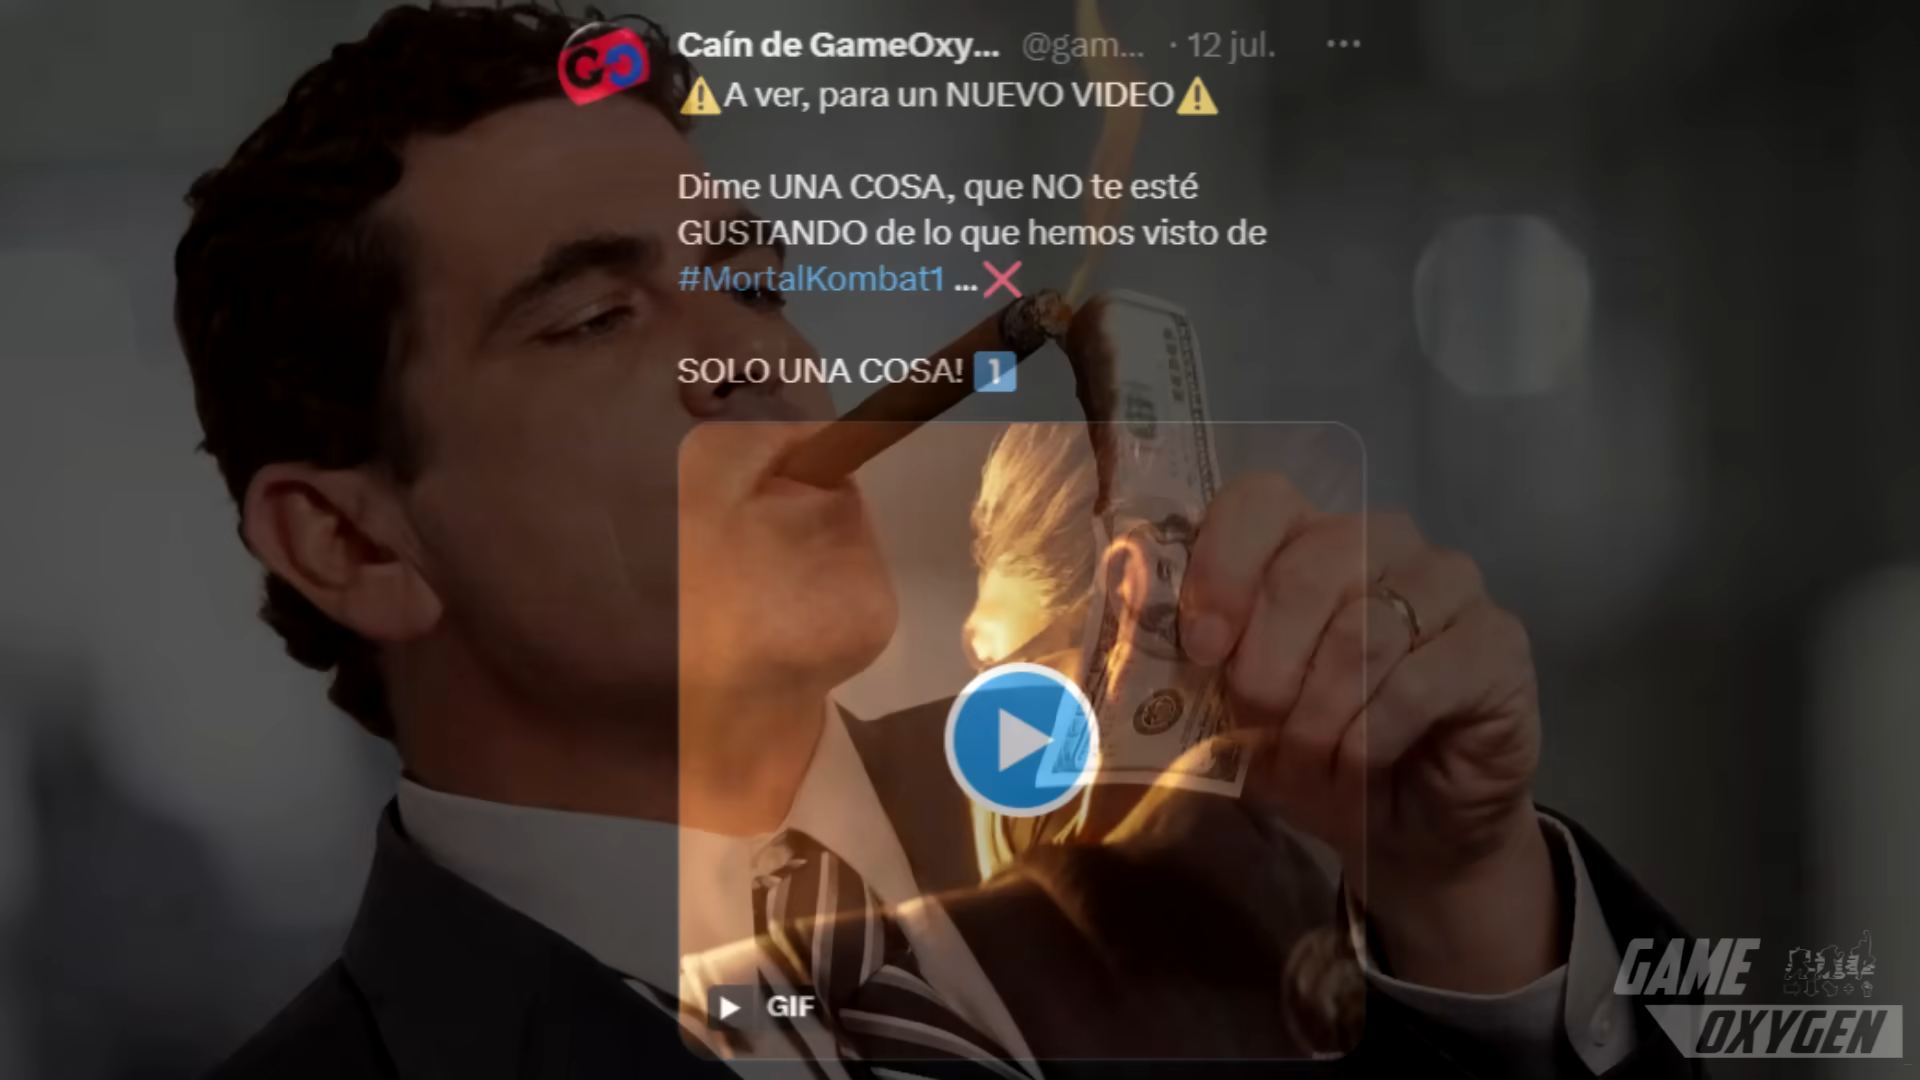 Caín de GameOxy... @gam... · 12 jul.
⚠️A ver, para un NUEVO VIDEO⚠️
Dime UNA COSA, que NO te esté
GUSTANDO de lo que hemos visto de
#MortalKombat1 ...❌
SOLO UNA COSA! 1️⃣
GIF
GAME
OXYGEN